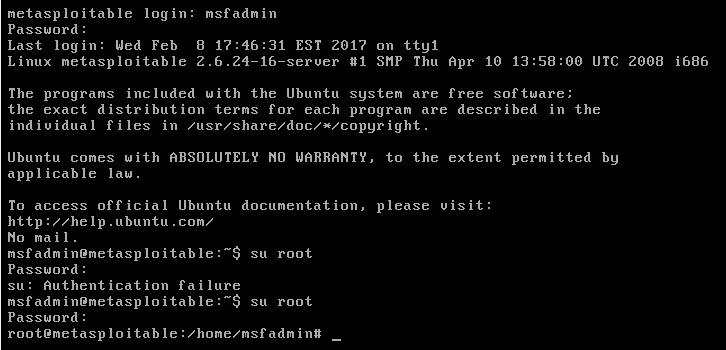 metasploitable login: msfadmin
Password:
Last login: Wed Feb  8 17:46:31 EST 2017 on tty1
Linux metasploitable 2.6.24-16-server #1 SMP Thu Apr 10 13:58:00 UTC 2008 i686
The programs included with the Ubuntu system are free software;
the exact distribution terms for each program are described in the
individual files in /usr/share/doc/*/copyright.
Ubuntu comes with ABSOLUTELY NO WARRANTY, to the extent permitted by
applicable law.
To access official Ubuntu documentation, please visit:
http://help.ubuntu.com/
No mail.
msfadmin@metasploitable:~$ su root
Password:
su: Authentication failure
msfadmin@metasploitable:~$ su root
Password:
root@metasploitable:/home/msfadmin# _